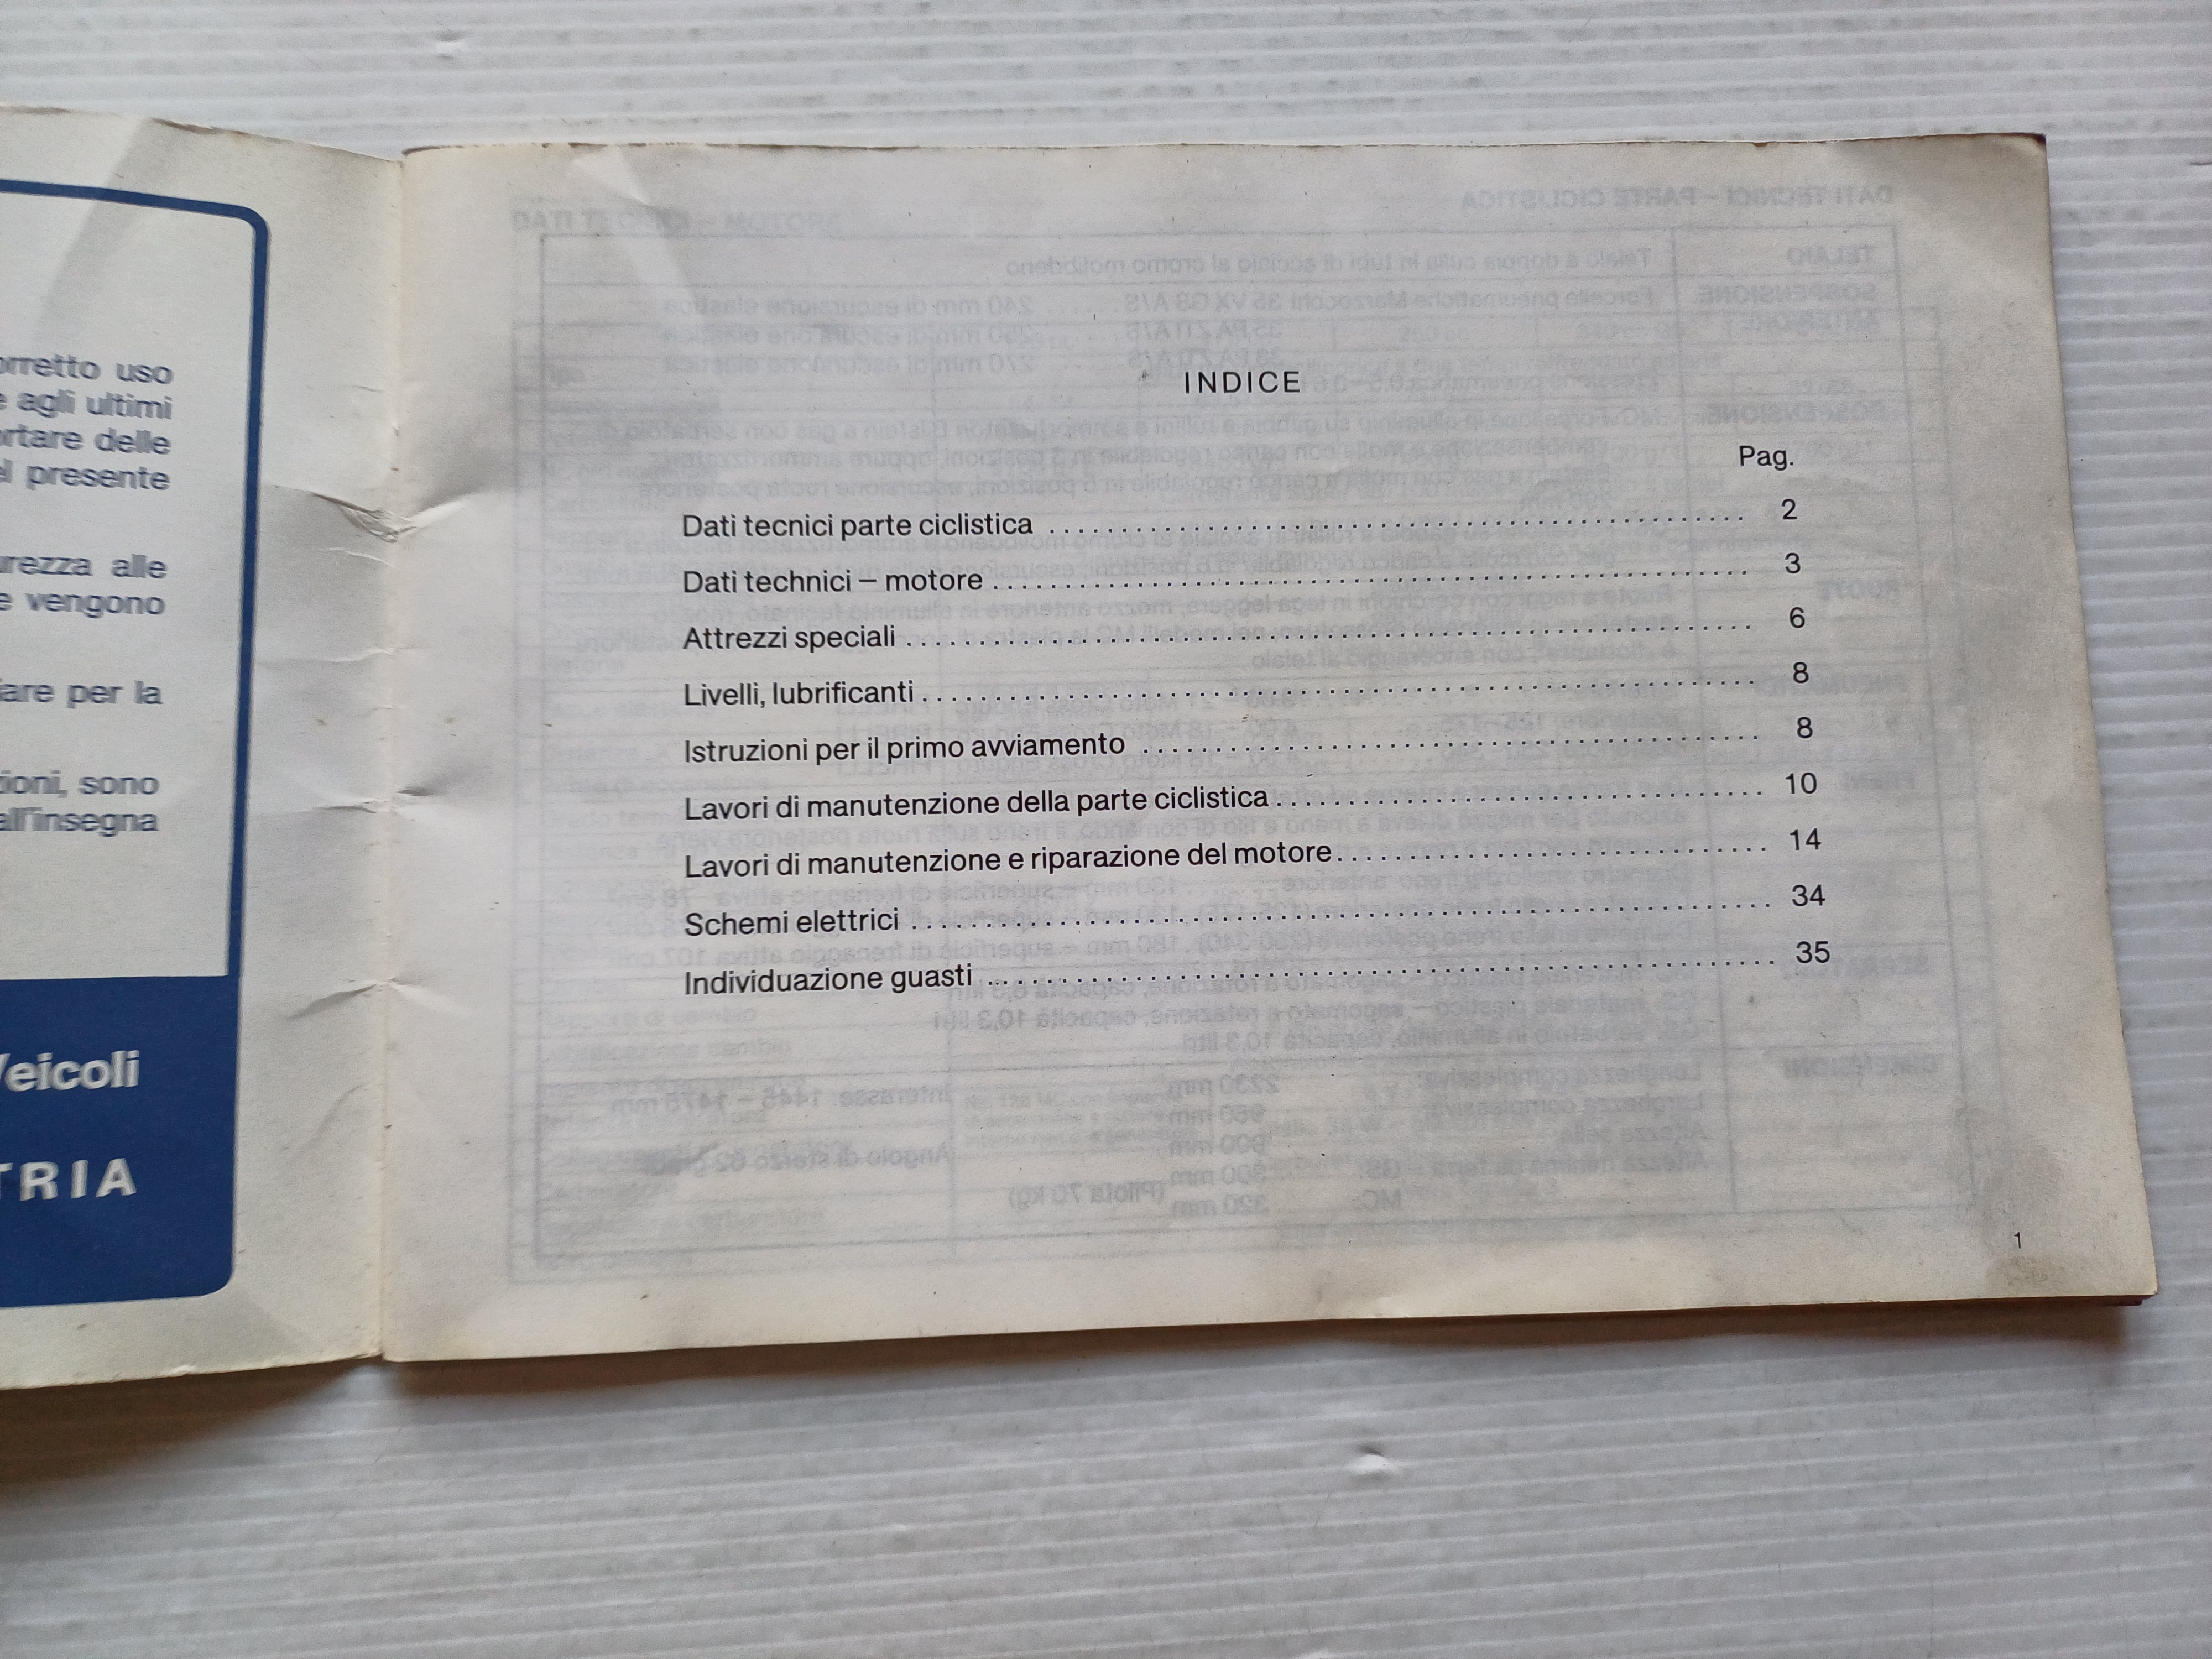 orretto uso
agli ultimi
rtare delle
presente
urezza alle
e vengono
iare per la
zioni, sono
all'insegna
Veicoli
TRIA
INDICE
Pag.
Dati tecnici parte ciclistica ........ 2
Dati technici – motore ........ 3
Attrezzi speciali ........ 6
Livelli, lubrificanti ........ 8
Istruzioni per il primo avviamento ........ 8
Lavori di manutenzione della parte ciclistica ........ 10
Lavori di manutenzione e riparazione del motore ........ 14
Schemi elettrici ........ 34
Individuazione guasti ........ 35
1